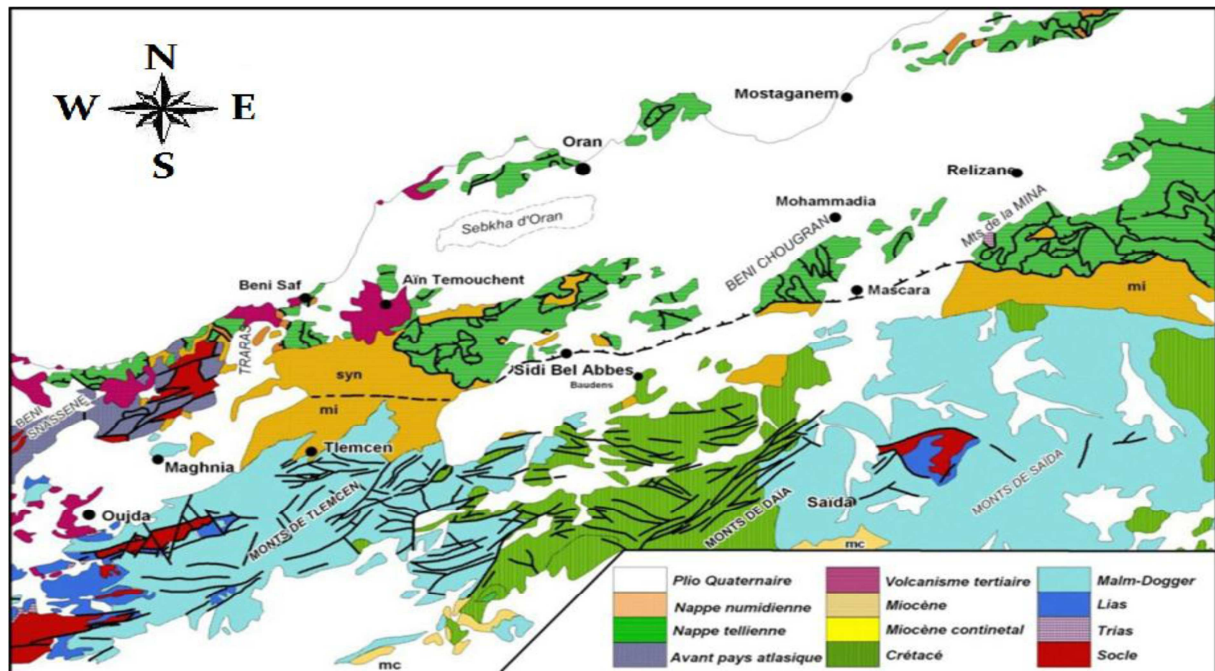 N
W E
S
Mostaganem
Oran
Relizane
Mohammadia
Sebkha d'Oran
Mts de la MINA
BENI CHOUGRAN
Beni Saf
Aïn Temouchent
Mascara
mi
TRARAS
syn
Sidi Bel Abbes
Baudens
BENI
SNASSENE
mi
Tlemcen
Maghnia
Oujda
MONTS DE TLEMCEN
MONTS DE DAIA
Saïda
MONTS DE SAÏDA
mc
mc
Plio Quaternaire
Nappe numidienne
Nappe tellienne
Avant pays atlasique
Volcanisme tertiaire
Miocène
Miocène continetal
Crétacé
Malm-Dogger
Lias
Trias
Socle